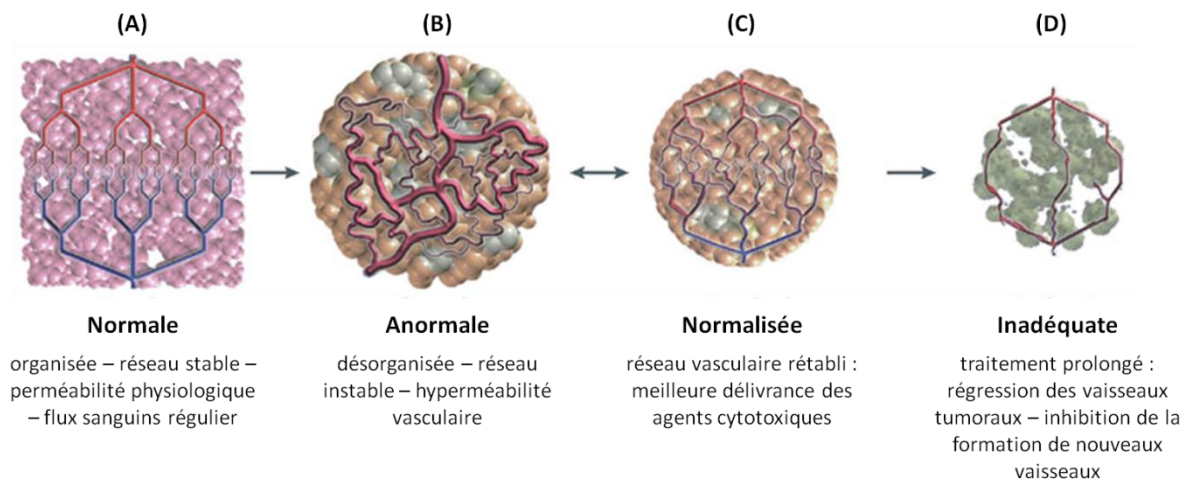 (A)
(B)
(C)
(D)
Normale
organisée – réseau stable –
perméabilité physiologique
– flux sanguins régulier
Anormale
désorganisée – réseau
instable – hyperméabilité
vasculaire
Normalisée
réseau vasculaire rétabli :
meilleure délivrance des
agents cytotoxiques
Inadéquate
traitement prolongé :
régression des vaisseaux
tumoraux – inhibition de la
formation de nouveaux
vaisseaux